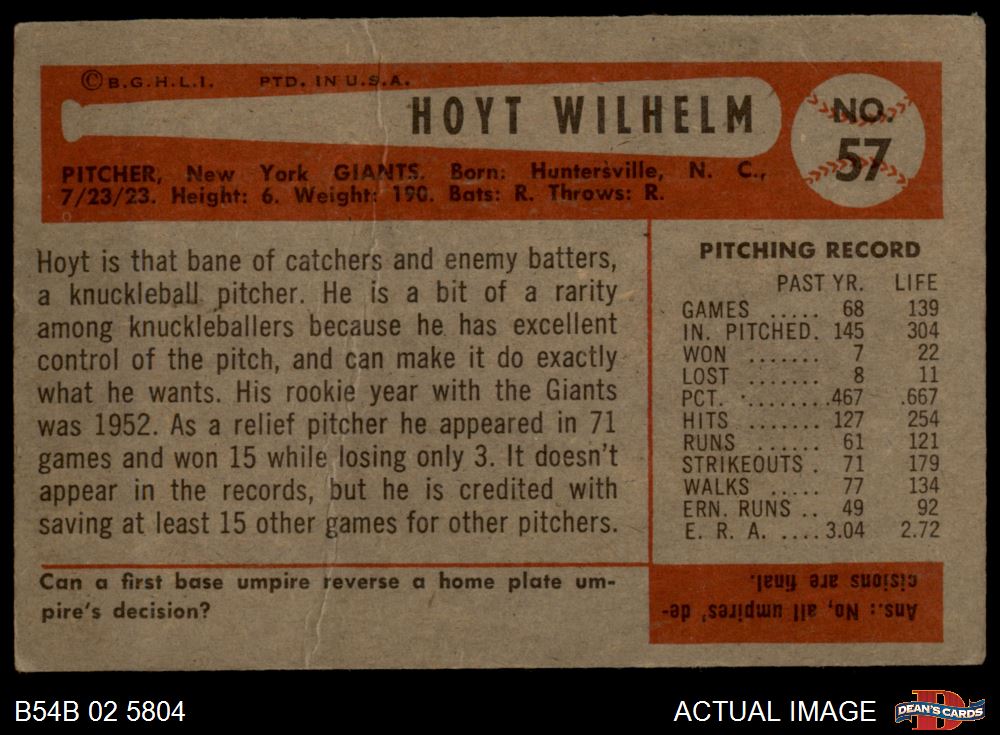 © B.G.H.L.I. PTD. IN U.S.A.
HOYT WILHELM
NO.
57
PITCHER, New York GIANTS. Born: Huntersville, N. C.,
7/23/23. Height: 6. Weight: 190. Bats: R. Throws: R.
Hoyt is that bane of catchers and enemy batters,
a knuckleball pitcher. He is a bit of a rarity
among knuckleballers because he has excellent
control of the pitch, and can make it do exactly
what he wants. His rookie year with the Giants
was 1952. As a relief pitcher he appeared in 71
games and won 15 while losing only 3. It doesn't
appear in the records, but he is credited with
saving at least 15 other games for other pitchers.
PITCHING RECORD
PAST YR. LIFE
GAMES ..... 68 139
IN. PITCHED. 145 304
WON ....... 7 22
LOST ....... 8 11
PCT. .........467 .667
HITS ....... 127 254
RUNS ...... 61 121
STRIKEOUTS . 71 179
WALKS ..... 77 134
ERN. RUNS .. 49 92
E. R. A. ....3.04 2.72
Can a first base umpire reverse a home plate um-
pire's decision?
Ans.: No, all umpires' de-
cisions are final.
B54B 02 5804
ACTUAL IMAGE
DEAN'S CARDS